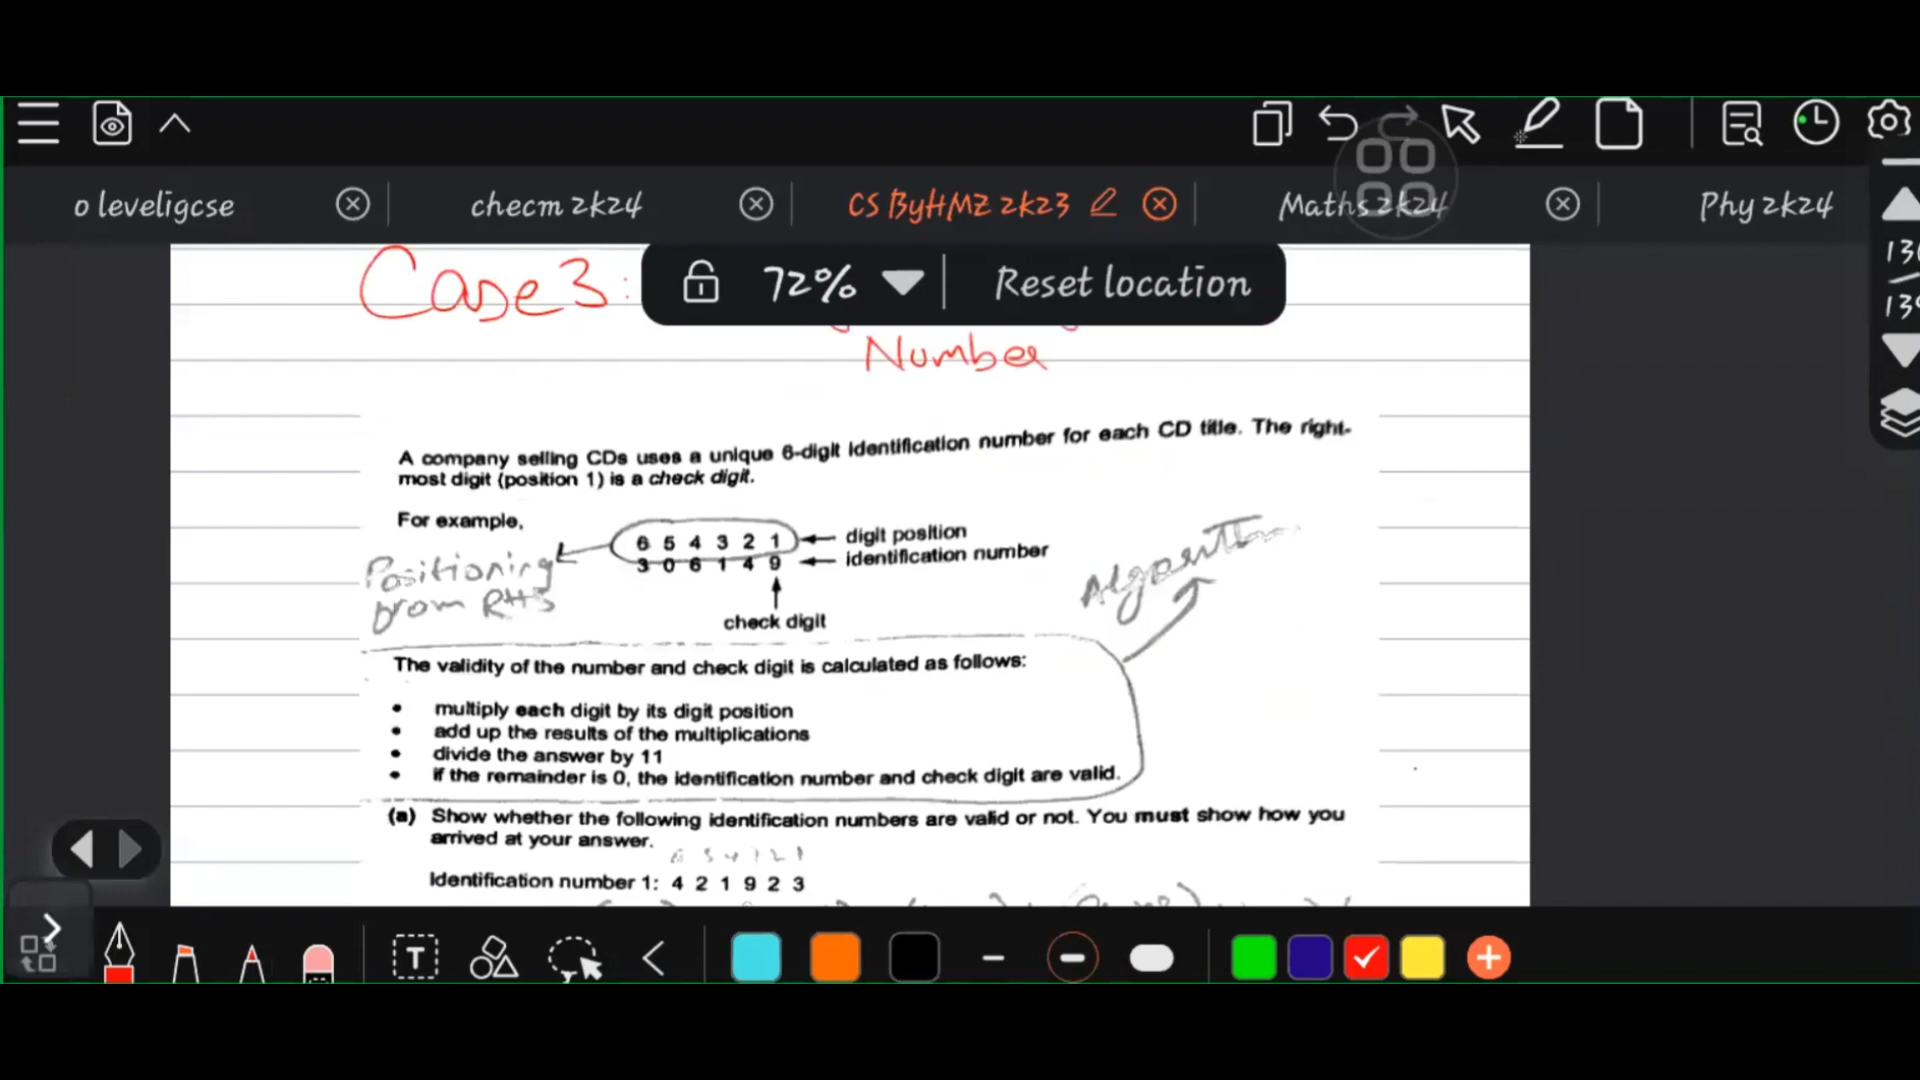 o leveligcse
checm 2k24
CS ByHMZ 2k23
Maths 2k24
Phy 2k24
72%
Reset location
Case 3:
Number
A company selling CDs uses a unique 6-digit identification number for each CD title. The right-
most digit (position 1) is a check digit.
For example,
6 5 4 3 2 1 digit position
3 0 6 1 4 9 identification number
check digit
Positioning
from RHS
Algorithm
The validity of the number and check digit is calculated as follows:
• multiply each digit by its digit position
• add up the results of the multiplications
• divide the answer by 11
• if the remainder is 0, the identification number and check digit are valid.
(a) Show whether the following identification numbers are valid or not. You must show how you
arrived at your answer.
Identification number 1: 4 2 1 9 2 3
T